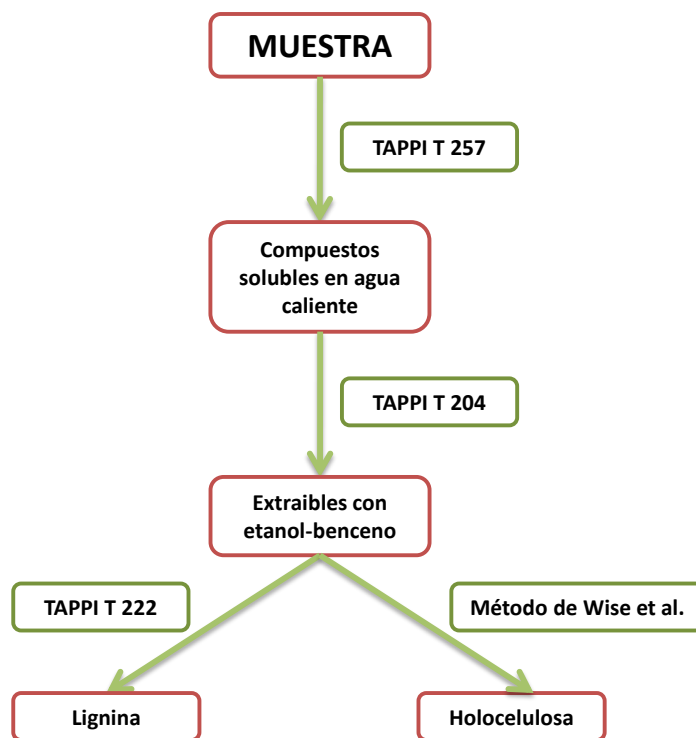 MUESTRA
TAPPI T 257
Compuestos
solubles en agua
caliente
TAPPI T 204
Extraibles con
etanol-benceno
TAPPI T 222
Método de Wise et al.
Lignina
Holocelulosa